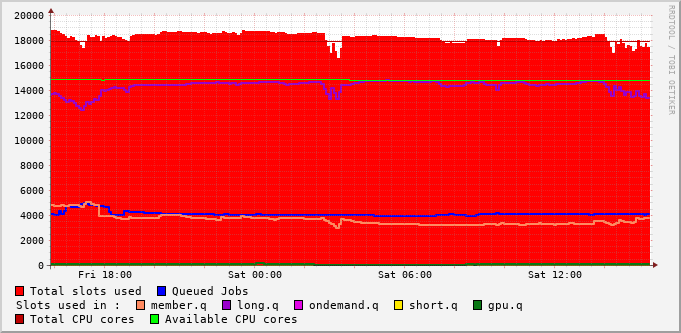 20000
18000
16000
14000
12000
10000
8000
6000
4000
2000
0
Fri 18:00 Sat 00:00 Sat 06:00 Sat 12:00
Total slots used Queued Jobs
Slots used in : member.q long.q ondemand.q short.q gpu.q
Total CPU cores Available CPU cores
RRDTOOL / TOBI OETIKER